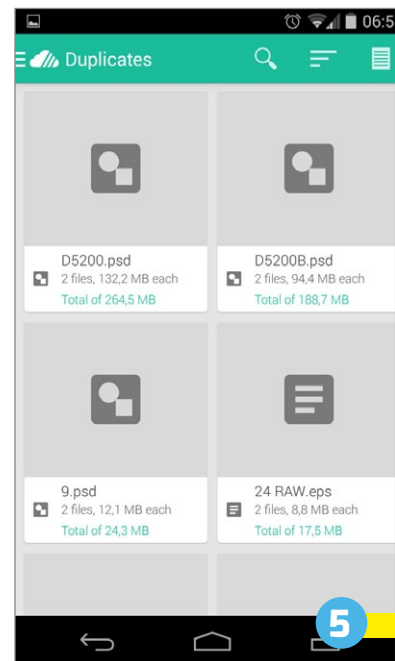 06:5
Duplicates
D5200.psd
2 files, 132,2 MB each
Total of 264,5 MB
D5200B.psd
2 files, 94,4 MB each
Total of 188,7 MB
9.psd
2 files, 12,1 MB each
Total of 24,3 MB
24 RAW.eps
2 files, 8,8 MB each
Total of 17,5 MB
5